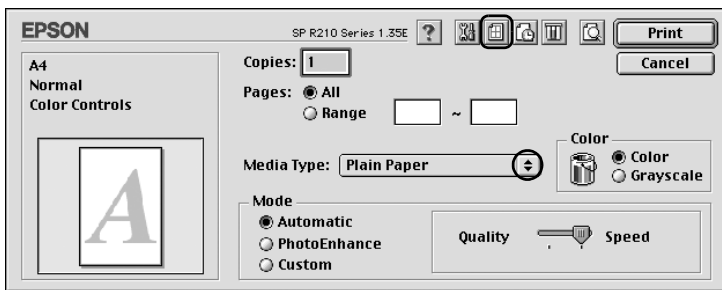 EPSON SP R210 Series 1.35E ? Print
A4 Copies: 1 Cancel
Normal Pages: All
Color Controls Range ~
Color
Media Type: Plain Paper Color
Grayscale
Mode
Automatic
PhotoEnhance Quality Speed
Custom
A